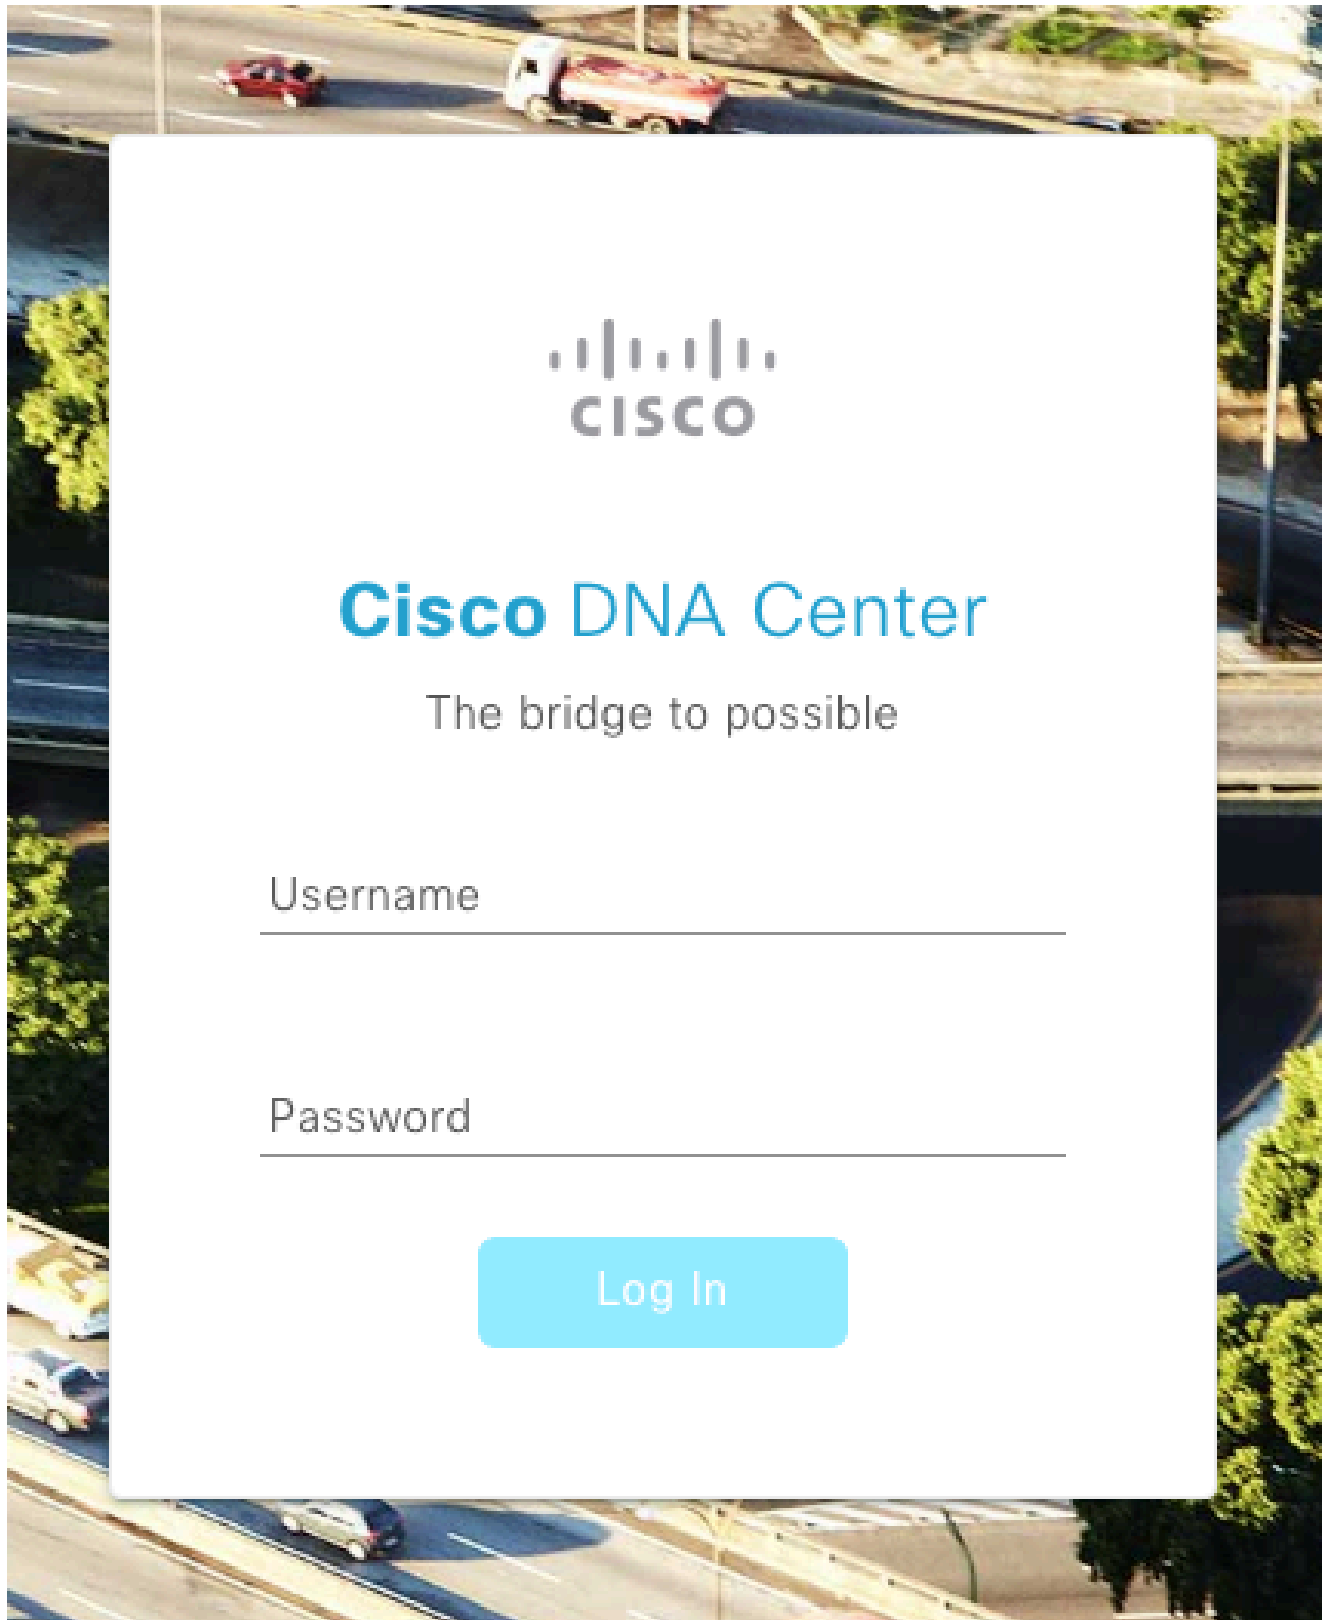 CISCO
Cisco DNA Center
The bridge to possible
Username
Password
Log In